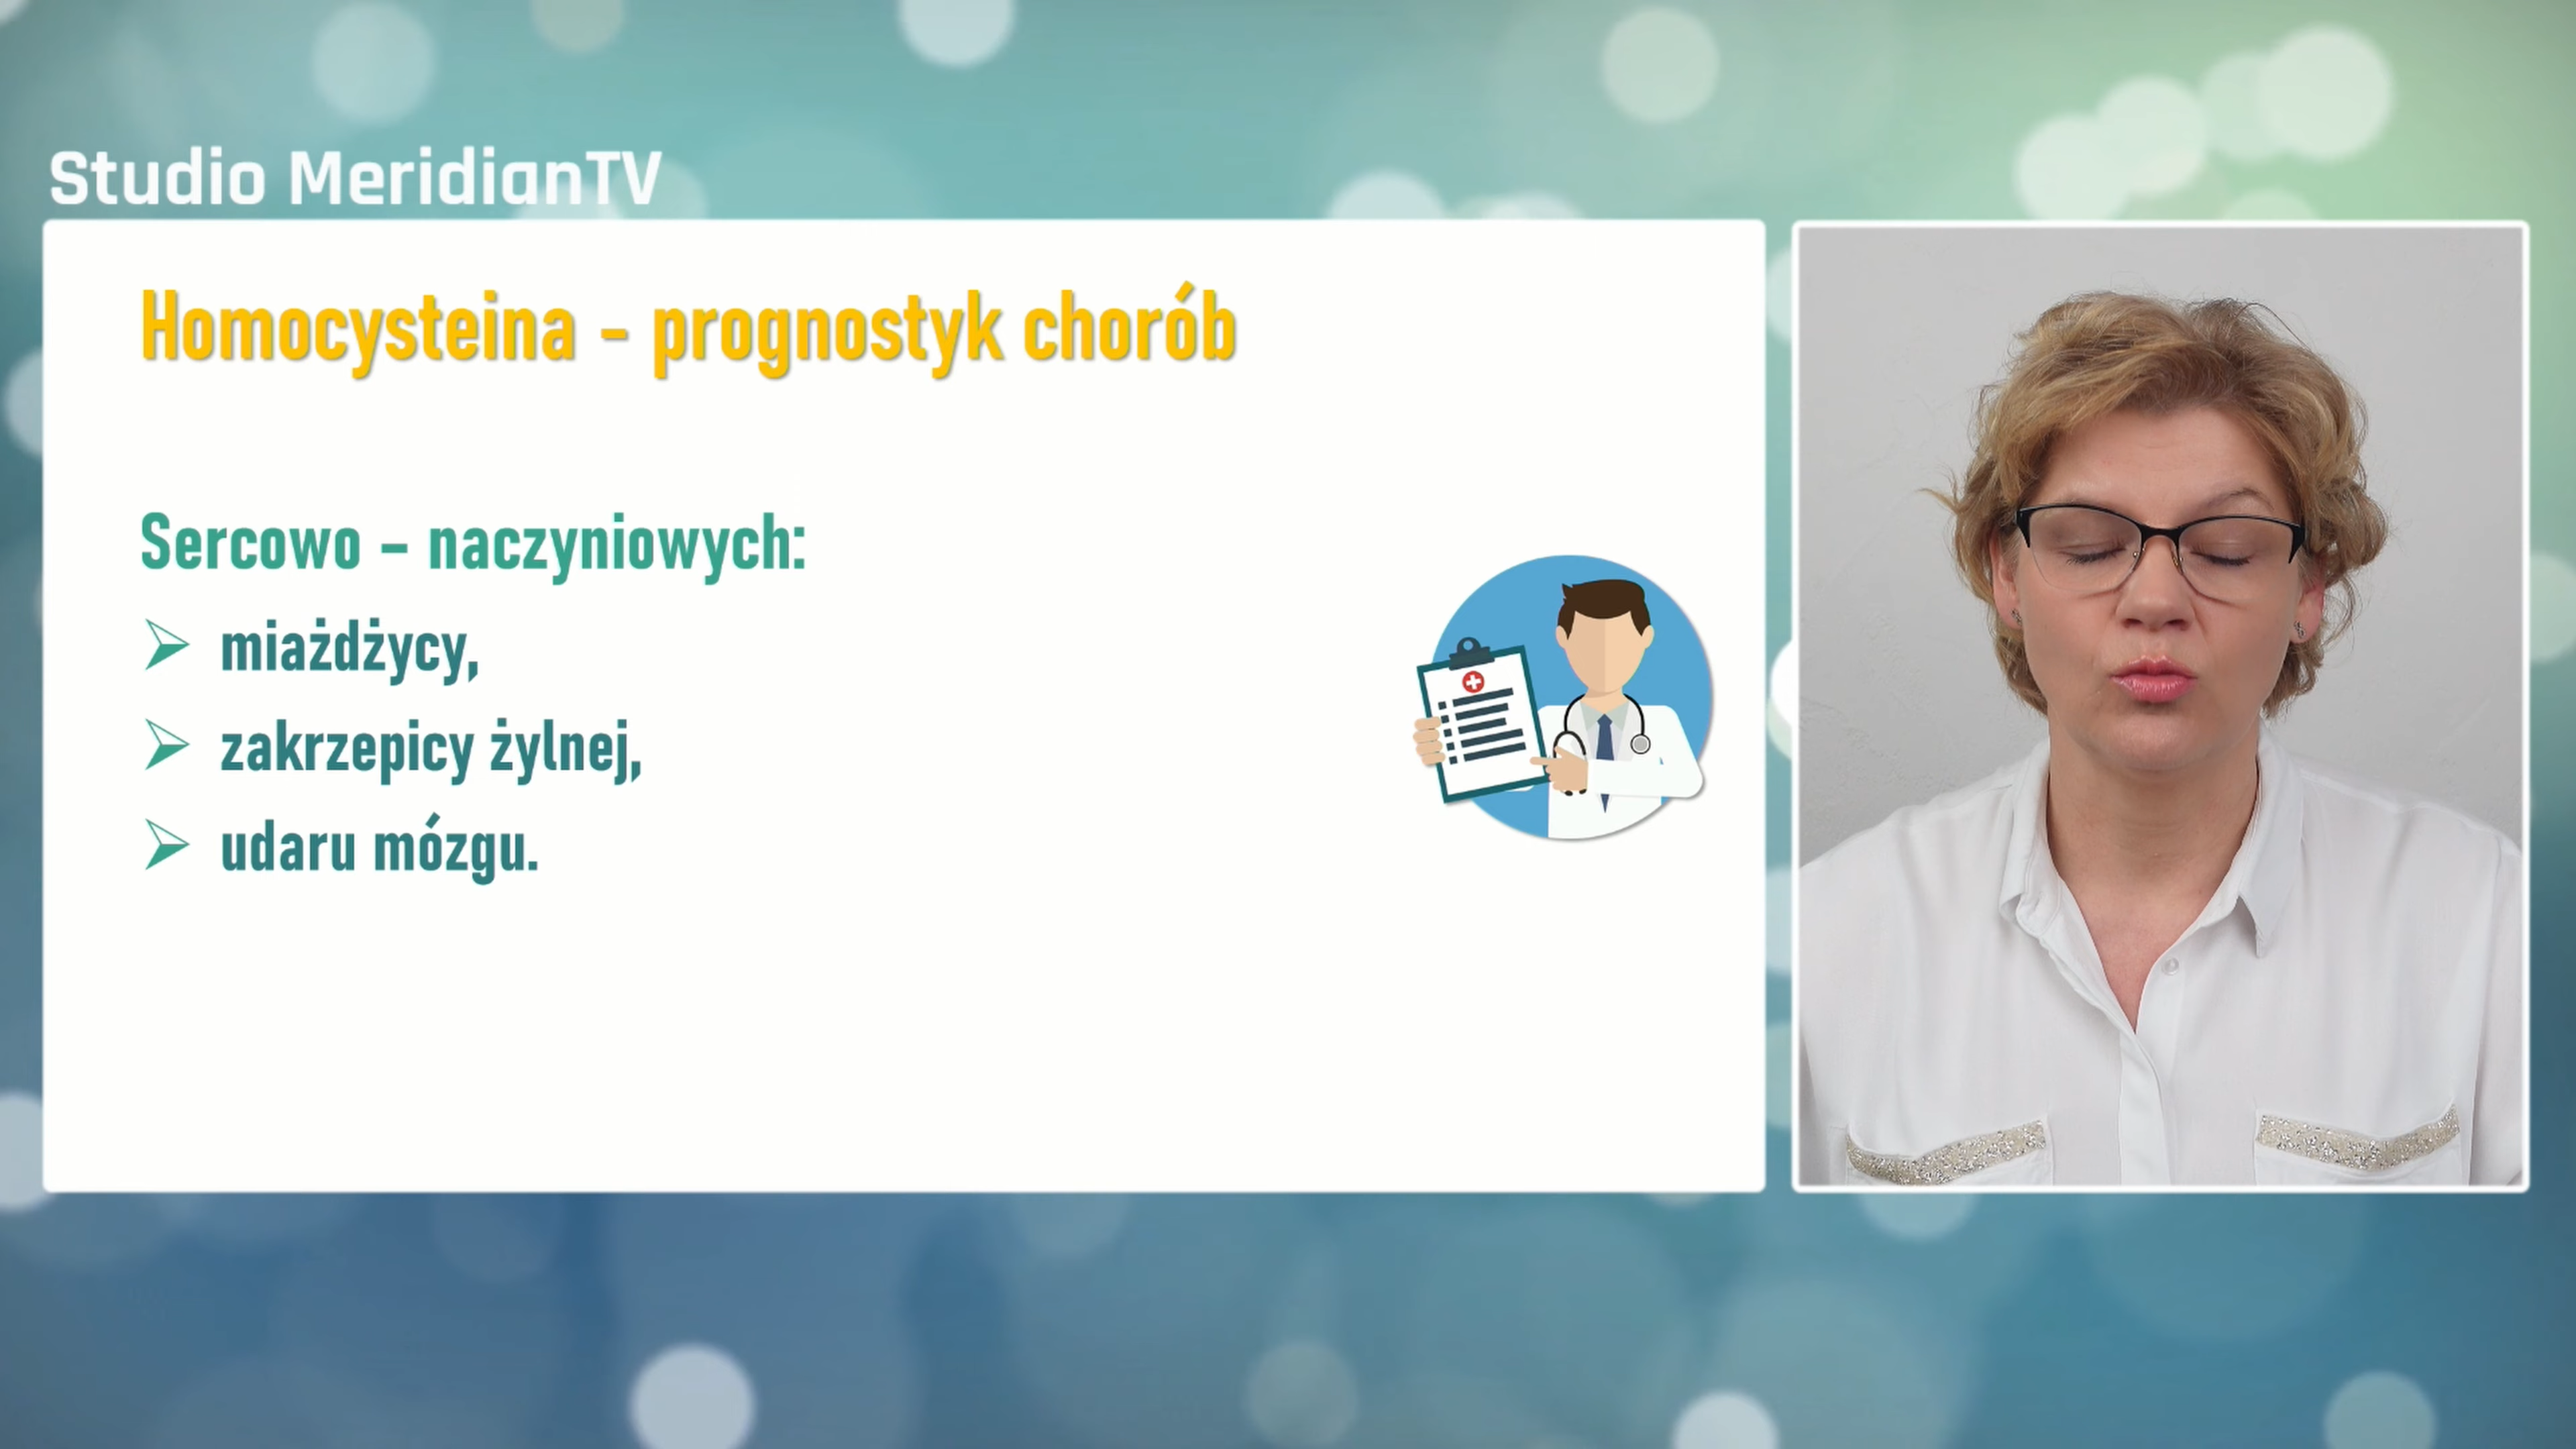 Studio MeridianTV
Homocysteina - prognostyk chorób
Sercowo – naczyniowych:
miażdżycy,
zakrzepicy żylnej,
udaru mózgu.